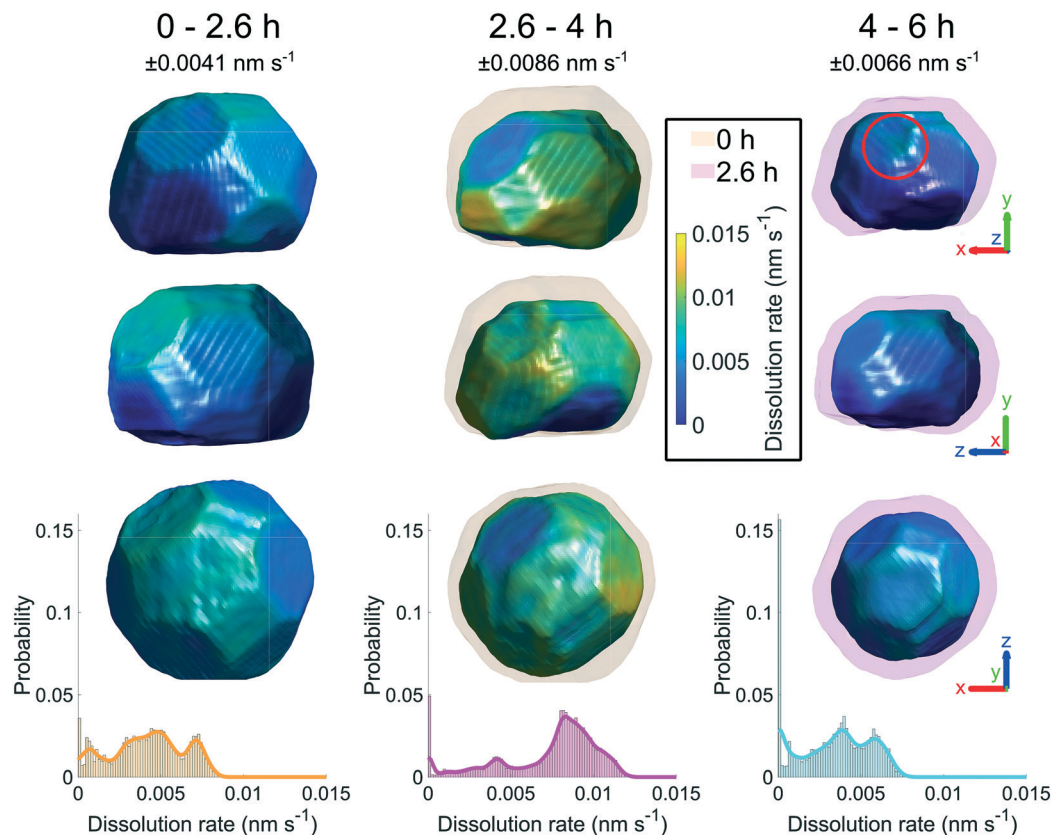 0 - 2.6 h
±0.0041 nm s⁻¹
2.6 - 4 h
±0.0086 nm s⁻¹
4 - 6 h
±0.0066 nm s⁻¹
0 h
2.6 h
0.015
0.01
0.005
0
Dissolution rate (nm s⁻¹)
y
z
x
y
x
z
z
y
x
0.15
0.1
0.05
0
Probability
0
0.005
0.01
0.015
Dissolution rate (nm s⁻¹)
0.15
0.1
0.05
0
Probability
0
0.005
0.01
0.015
Dissolution rate (nm s⁻¹)
0.15
0.1
0.05
0
Probability
0
0.005
0.01
0.015
Dissolution rate (nm s⁻¹)